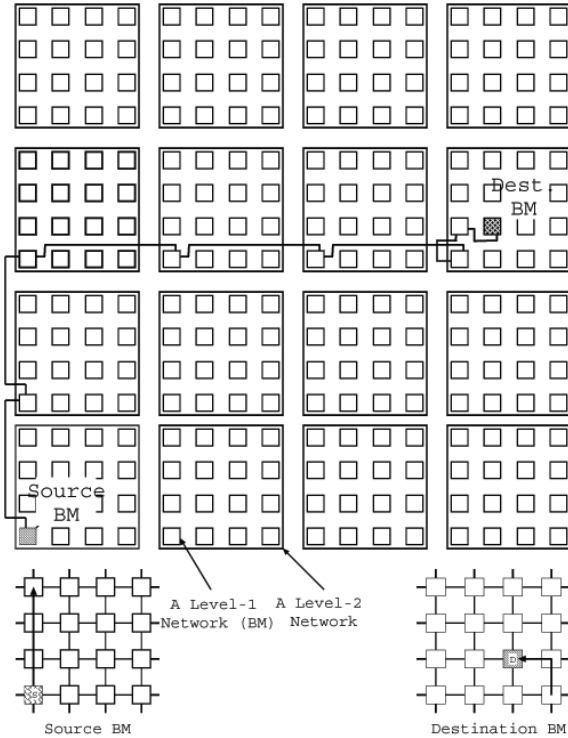 Dest.
BM
Source
BM
A Level-1
Network (BM)
A Level-2
Network
S
D
Source BM
Destination BM